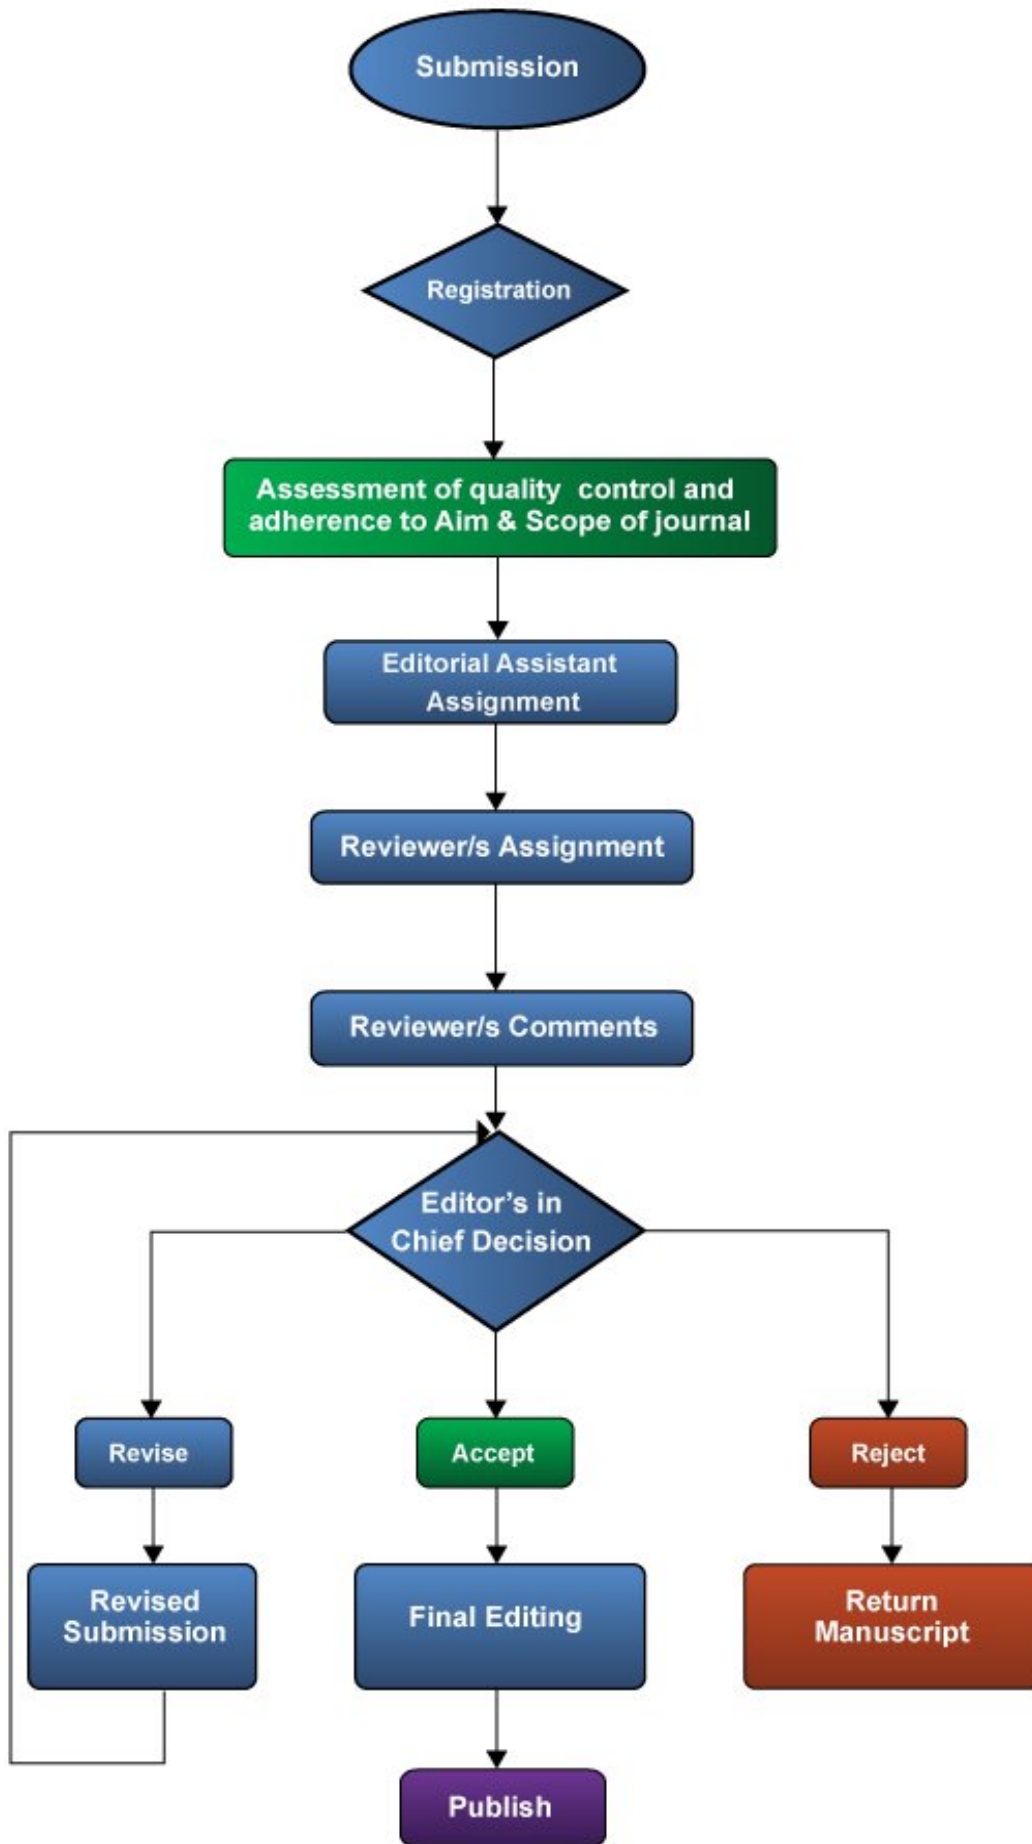 Submission
Registration
Assessment of quality control and
adherence to Aim & Scope of journal
Editorial Assistant
Assignment
Reviewer/s Assignment
Reviewer/s Comments
Editor’s in
Chief Decision
Revise
Accept
Reject
Revised
Submission
Final Editing
Return
Manuscript
Publish